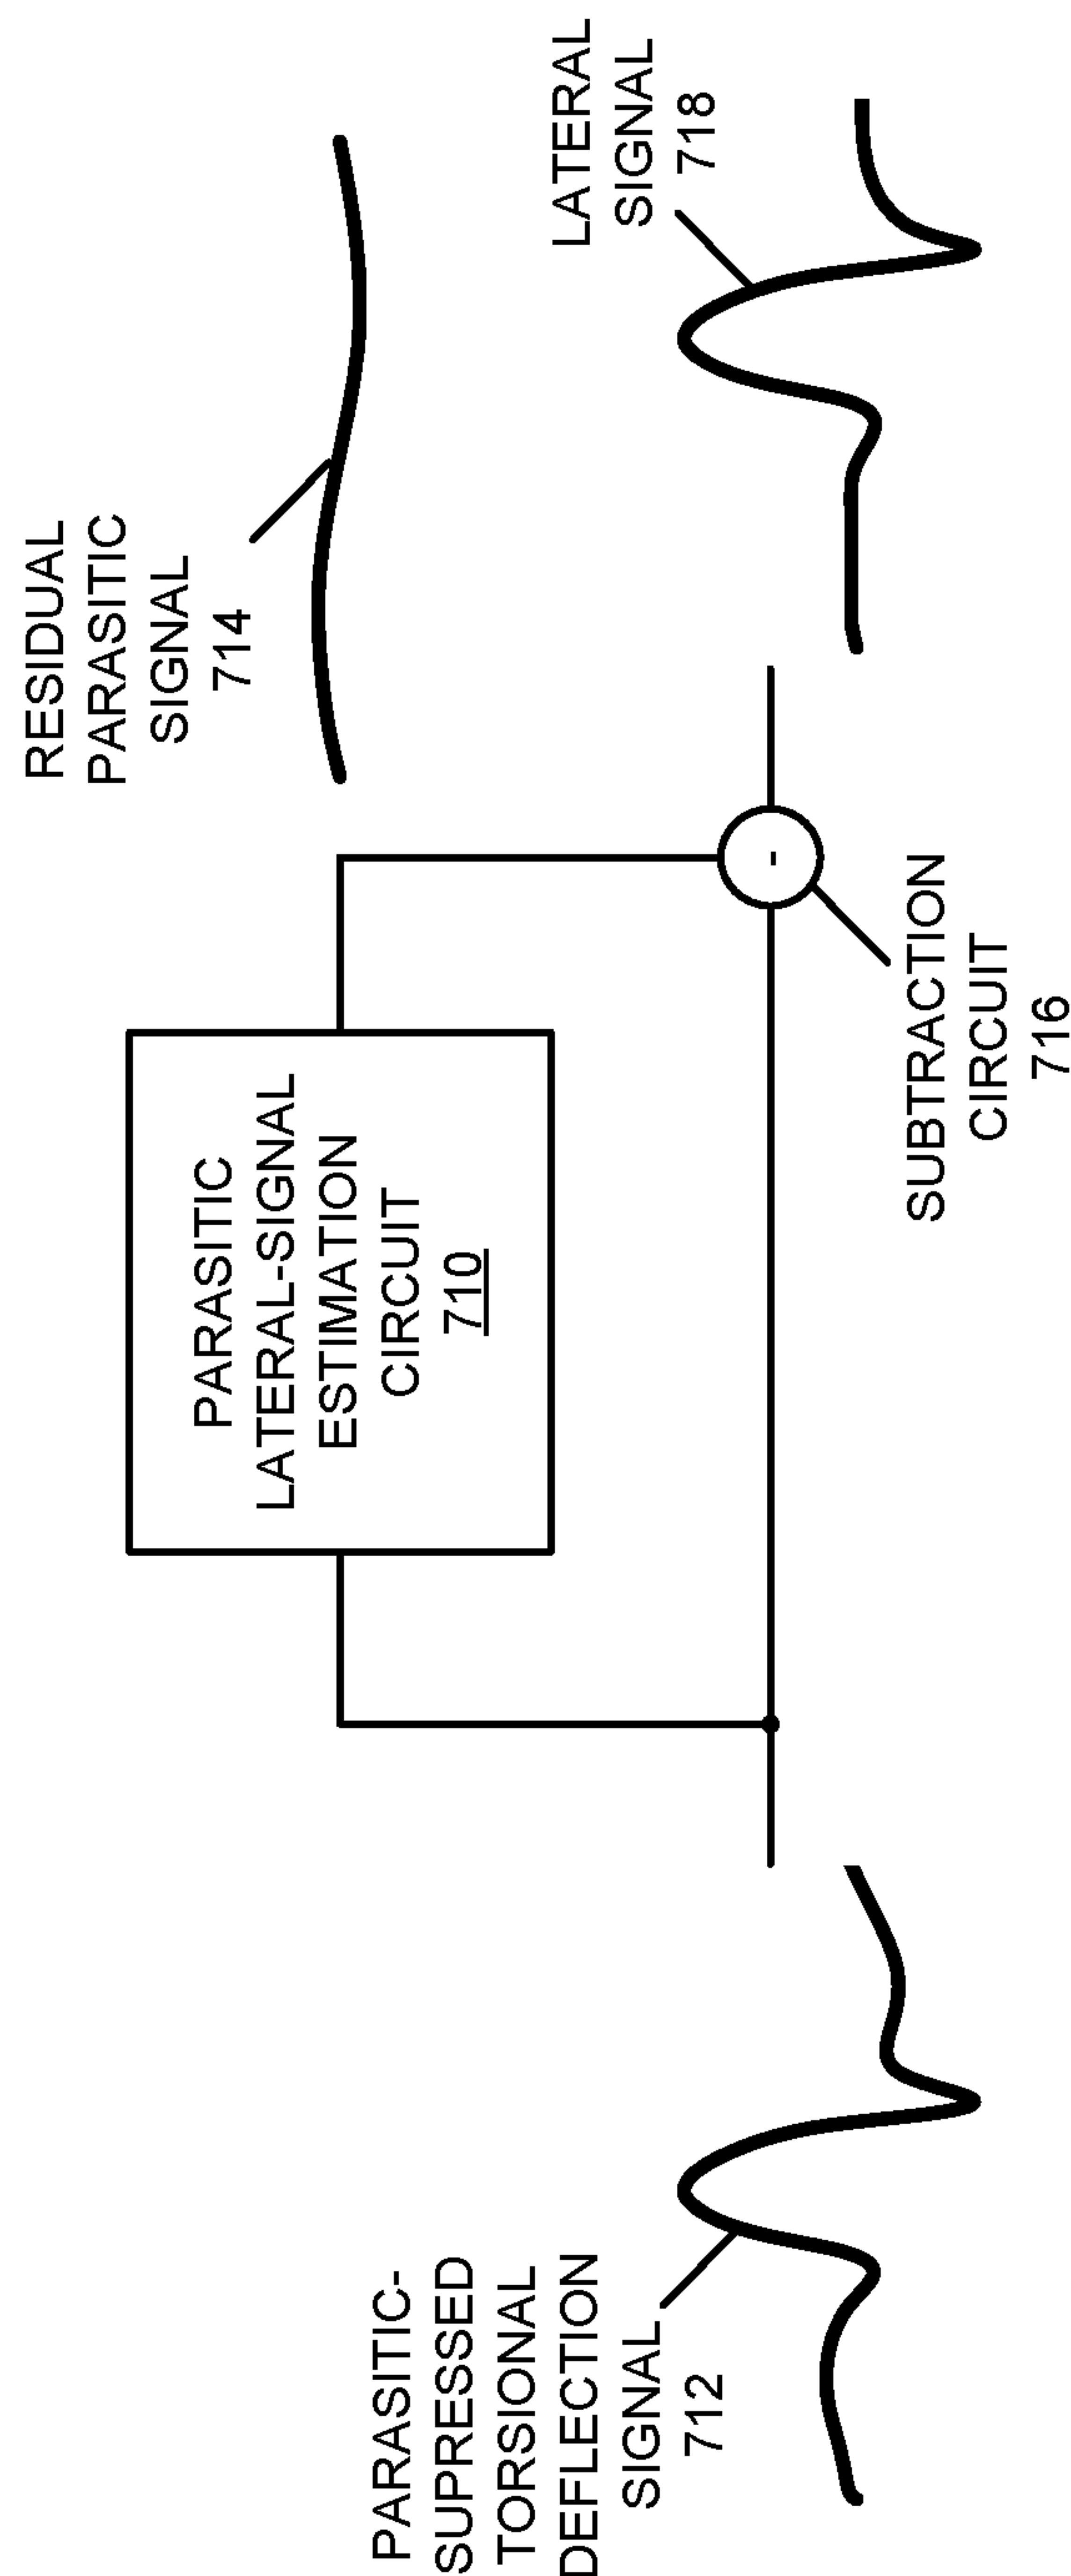 RESIDUAL
PARASITIC
SIGNAL
714
PARASITIC
LATERAL-SIGNAL
ESTIMATION
CIRCUIT
710
PARASITIC-
SUPRESSED
TORSIONAL
DEFLECTION
SIGNAL
712
LATERAL
SIGNAL
718
-
SUBTRACTION
CIRCUIT
716